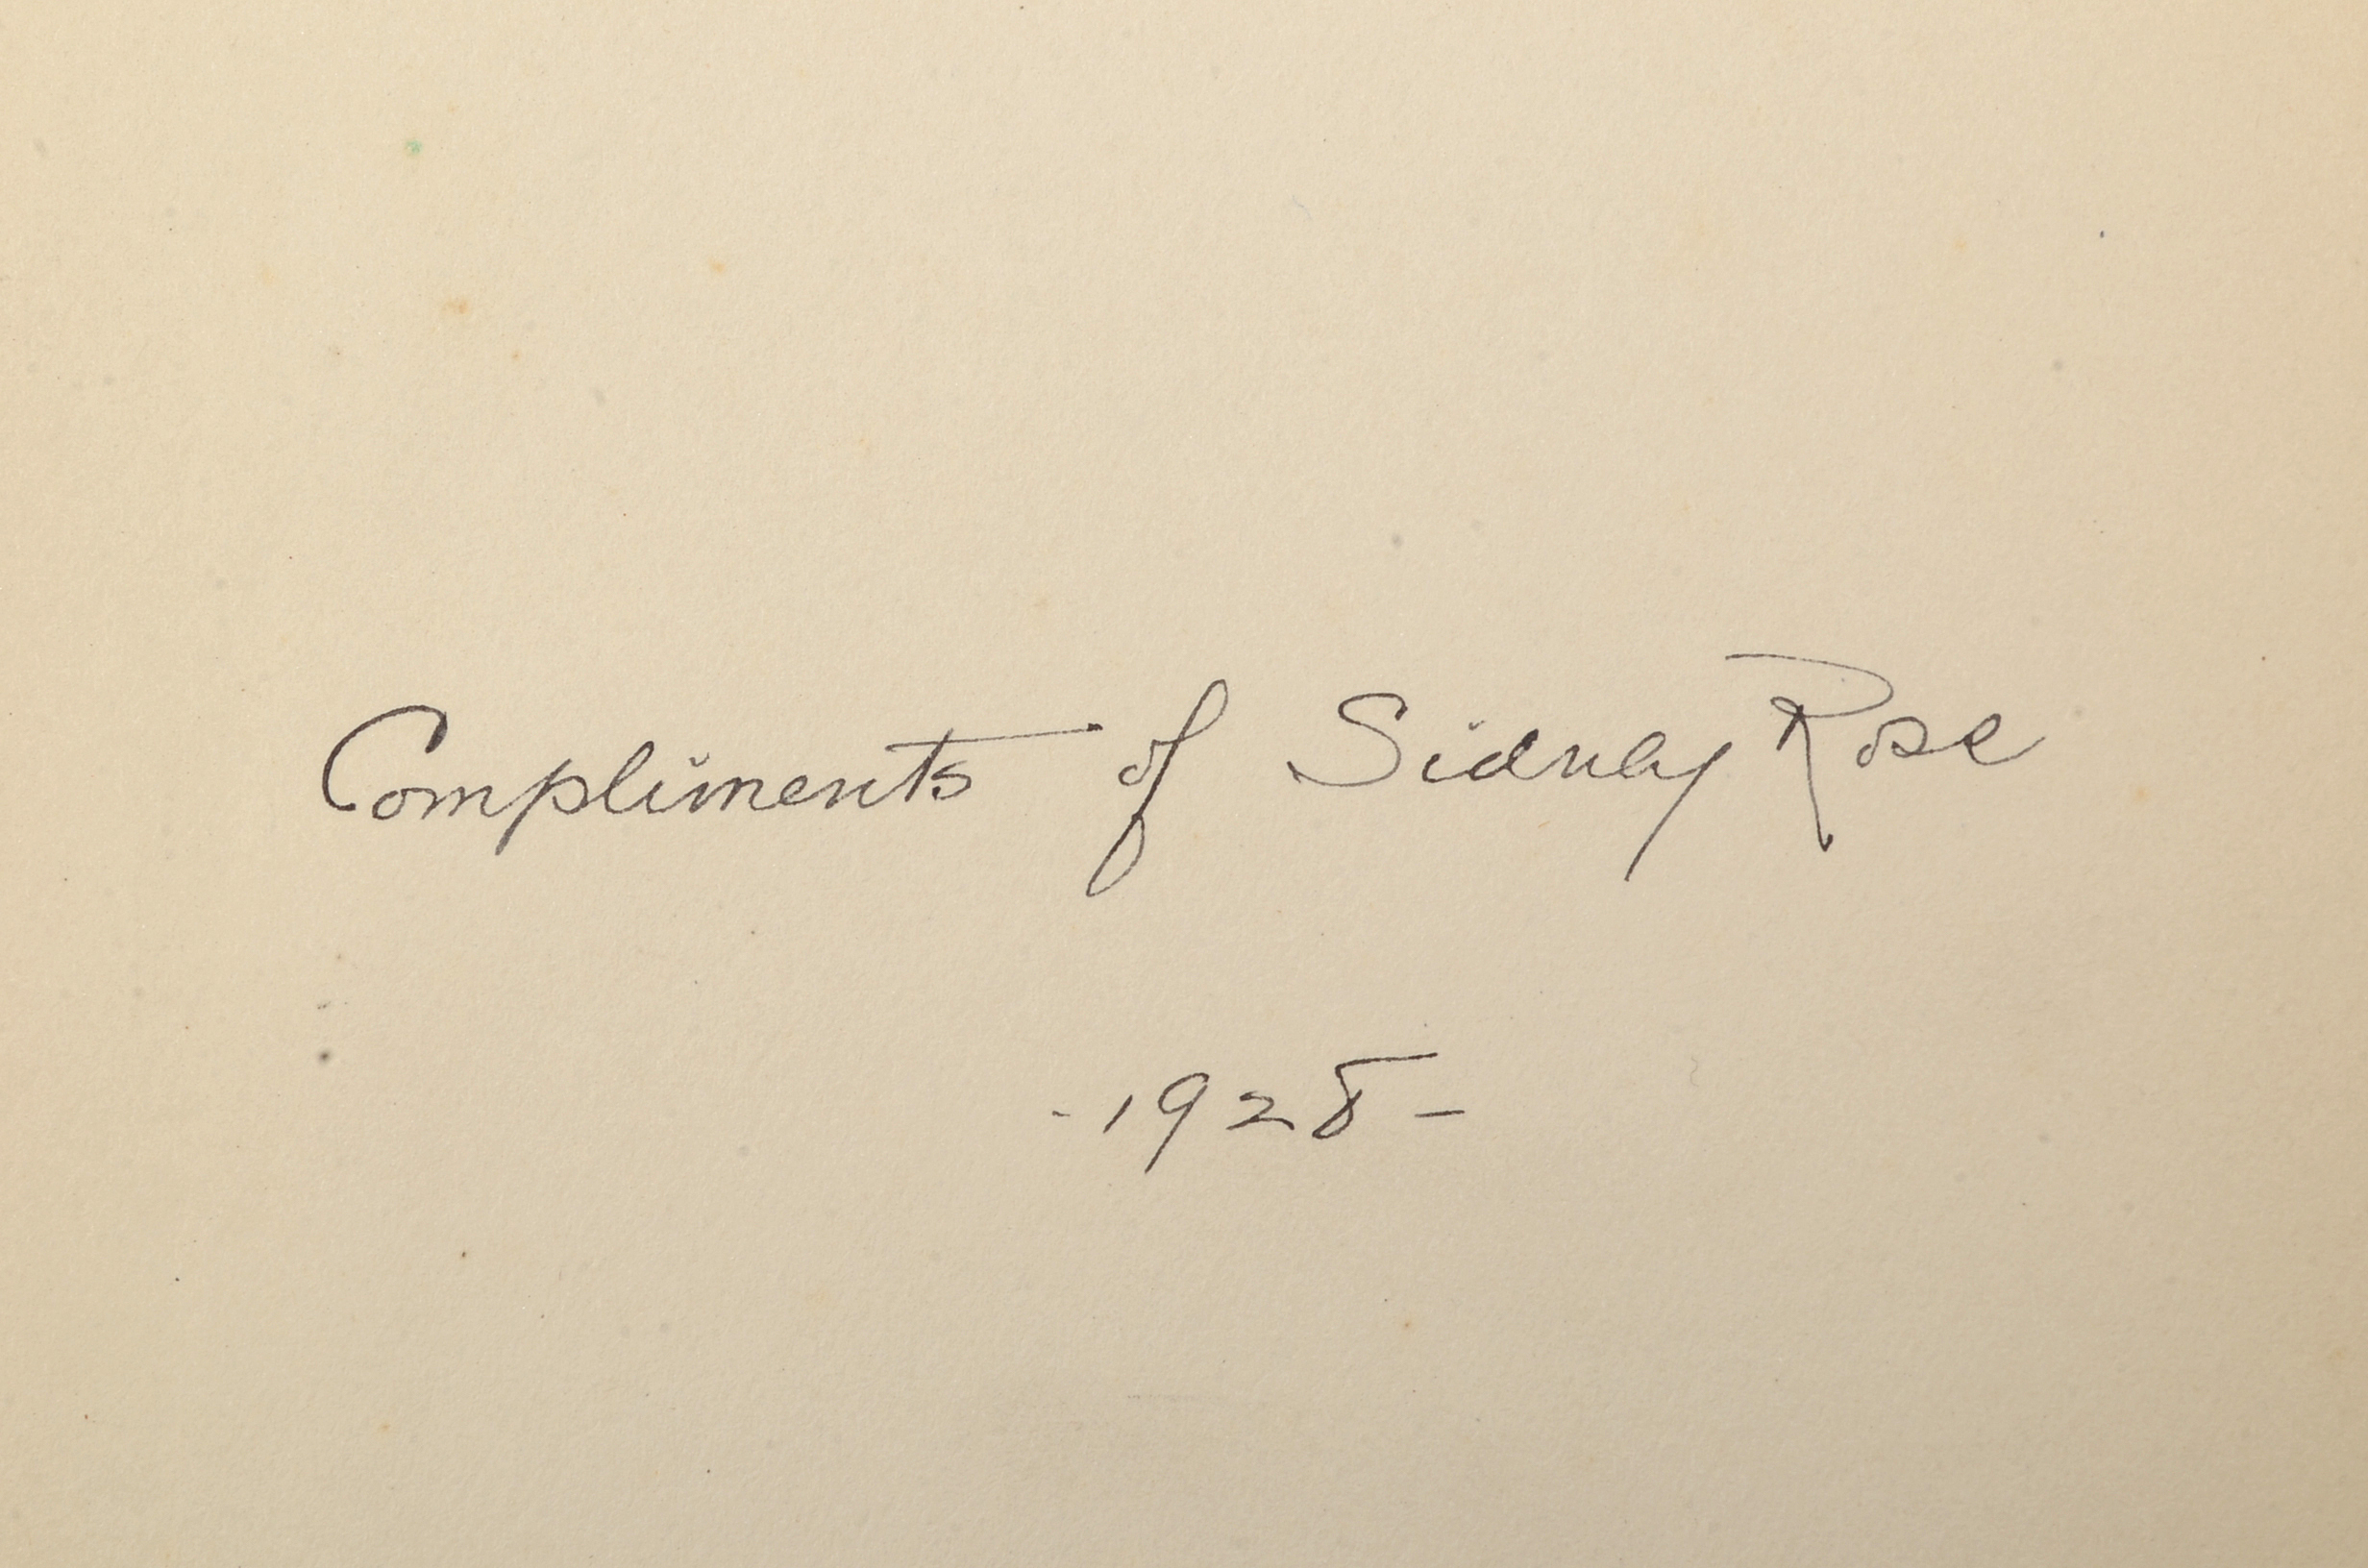 Compliments of Sidney Rose
- 1928 -